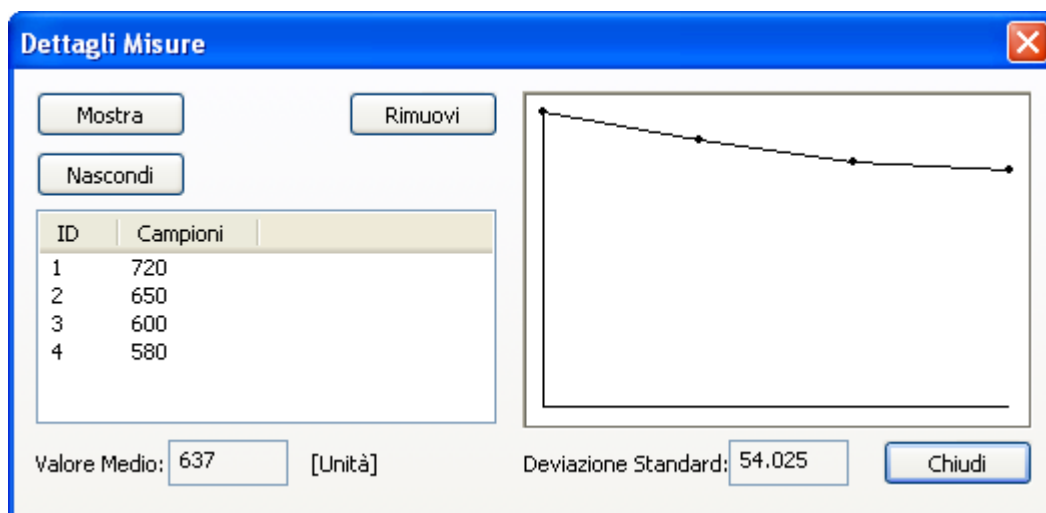 Dettagli Misure
Mostra
Rimuovi
Nascondi
ID Campioni
1 720
2 650
3 600
4 580
Valore Medio: 637 [Unità]
Deviazione Standard: 54.025
Chiudi